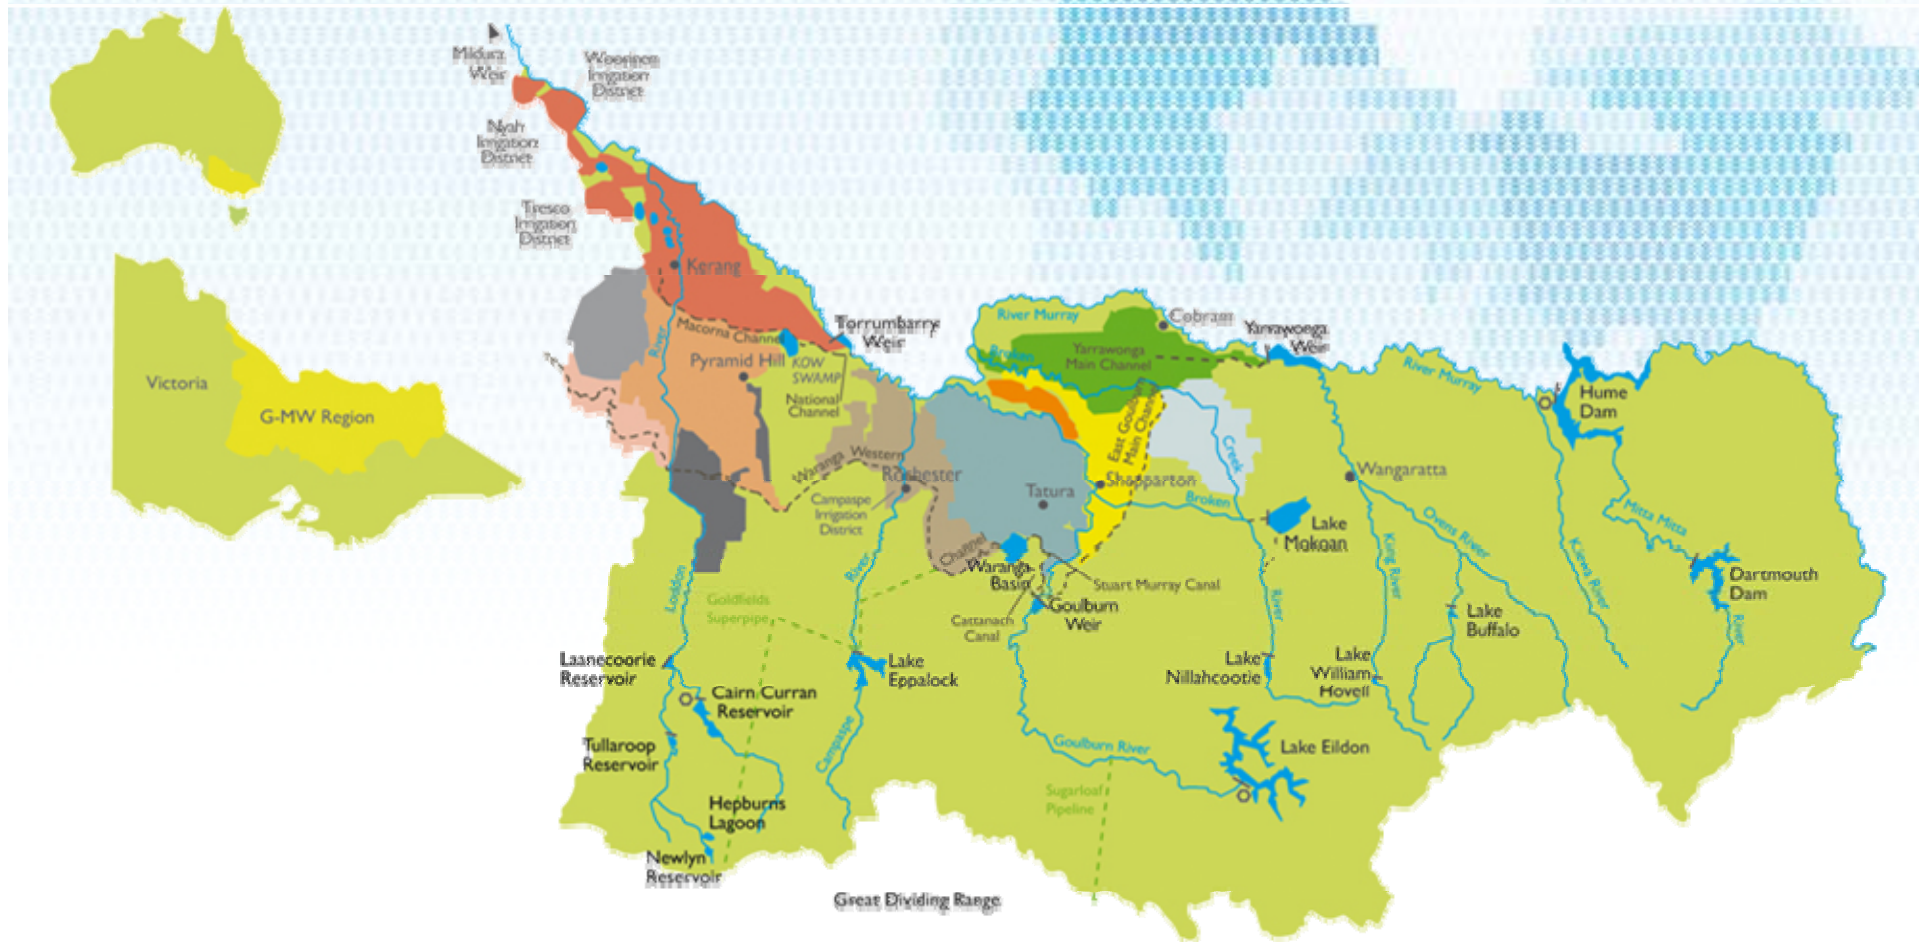 Mildura
Weir
Woorinen
Irrigation
District
Nyah
Irrigation
District
Tresco
Irrigation
District
Kerang
Macorna Channel
River
Pyramid Hill
KOW
SWAMP
National
Channel
Torrumbarry
Weir
Victoria
G-MW Region
River Murray
Cobram
Broken
Yarrawonga
Main Channel
Yarrawonga
Weir
River Murray
Hume
Dam
East Goulburn
Main Channel
Creek
Waranga Western
Rochester
Campaspe
Irrigation
District
Tatura
Shepparton
Broken
Wangaratta
Lake
Mokoan
Ovens River
King River
Kiewa River
Mitta Mitta
Dartmouth
Dam
River
Channel
Waranga
Basin
Stuart Murray Canal
Goulburn
Weir
Cattanach
Canal
River
Loddon
Goldfields
Superpipe
River
Lake
Buffalo
Laanecoorie
Reservoir
Lake
Eppalock
Lake
Nillahcootie
Lake
William
Hovell
Cairn Curran
Reservoir
Tullaroop
Reservoir
Campaspe
Goulburn River
Lake Eildon
Sugarloaf
Pipeline
Hepburns
Lagoon
Newlyn
Reservoir
Great Dividing Range